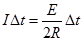 IΔt = E/2R Δt